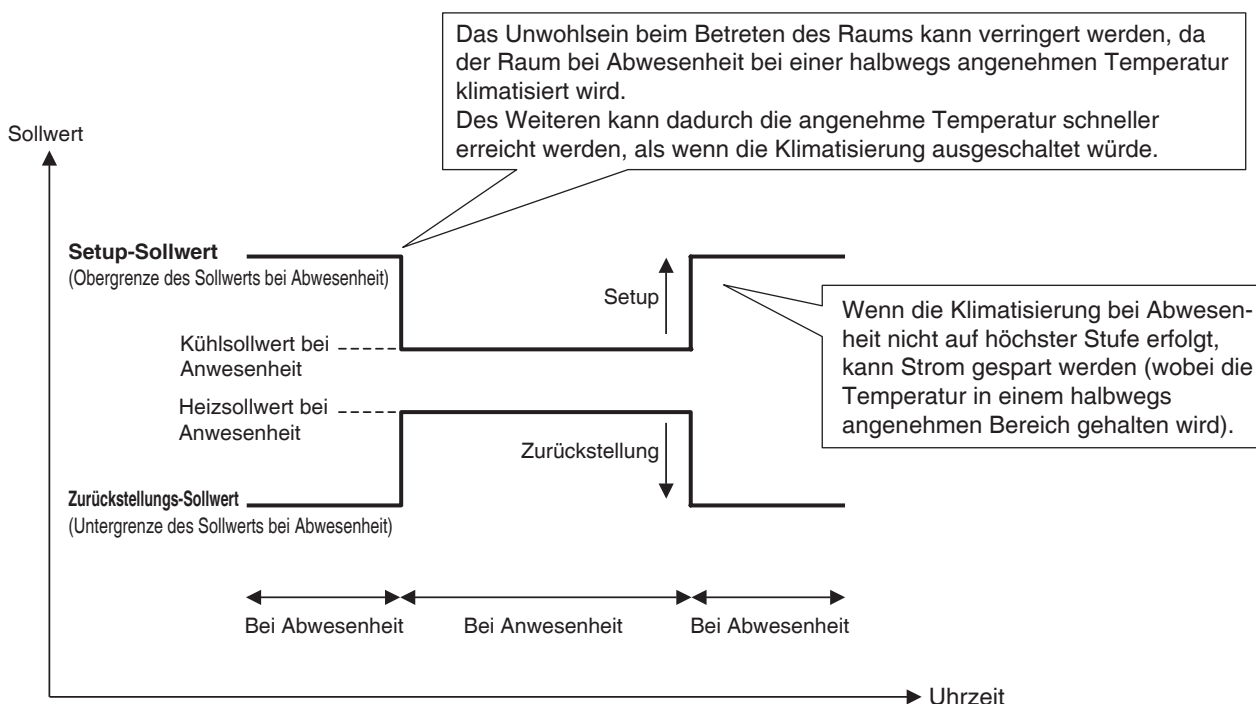 Das Unwohlsein beim Betreten des Raums kann verringert werden, da
der Raum bei Abwesenheit bei einer halbwegs angenehmen Temperatur
klimatisiert wird.
Des Weiteren kann dadurch die angenehme Temperatur schneller
erreicht werden, als wenn die Klimatisierung ausgeschaltet würde.
Sollwert
Setup-Sollwert
(Obergrenze des Sollwerts bei Abwesenheit)
Setup
Wenn die Klimatisierung bei Abwesen-
heit nicht auf höchster Stufe erfolgt,
kann Strom gespart werden (wobei die
Temperatur in einem halbwegs
angenehmen Bereich gehalten wird).
Kühlsollwert bei
Anwesenheit
Heizsollwert bei
Anwesenheit
Zurückstellung
Zurückstellungs-Sollwert
(Untergrenze des Sollwerts bei Abwesenheit)
Bei Abwesenheit
Bei Anwesenheit
Bei Abwesenheit
Uhrzeit